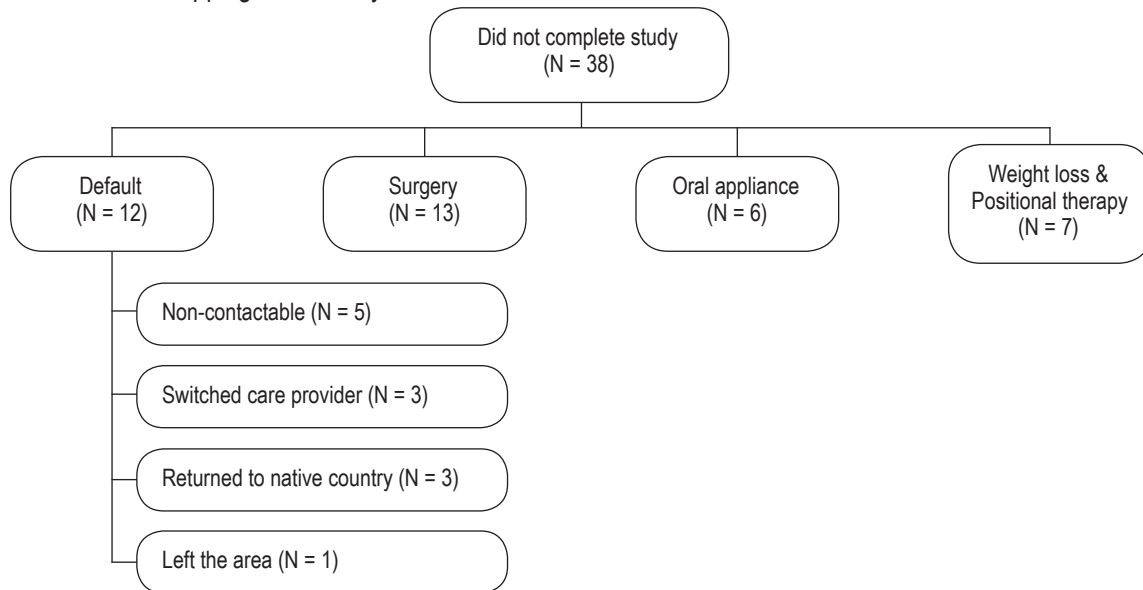 Did not complete study
(N = 38)
Default
(N = 12)
Surgery
(N = 13)
Oral appliance
(N = 6)
Weight loss &
Positional therapy
(N = 7)
Non-contactable (N = 5)
Switched care provider (N = 3)
Returned to native country (N = 3)
Left the area (N = 1)